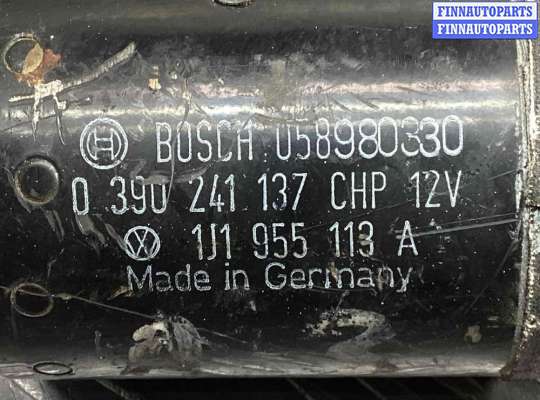 FINNAUTOPARTS
FINNAUTOPARTS
BOSCH 058980330
0 390 241 137 CHP 12V
1J1 955 113 A
Made in Germany